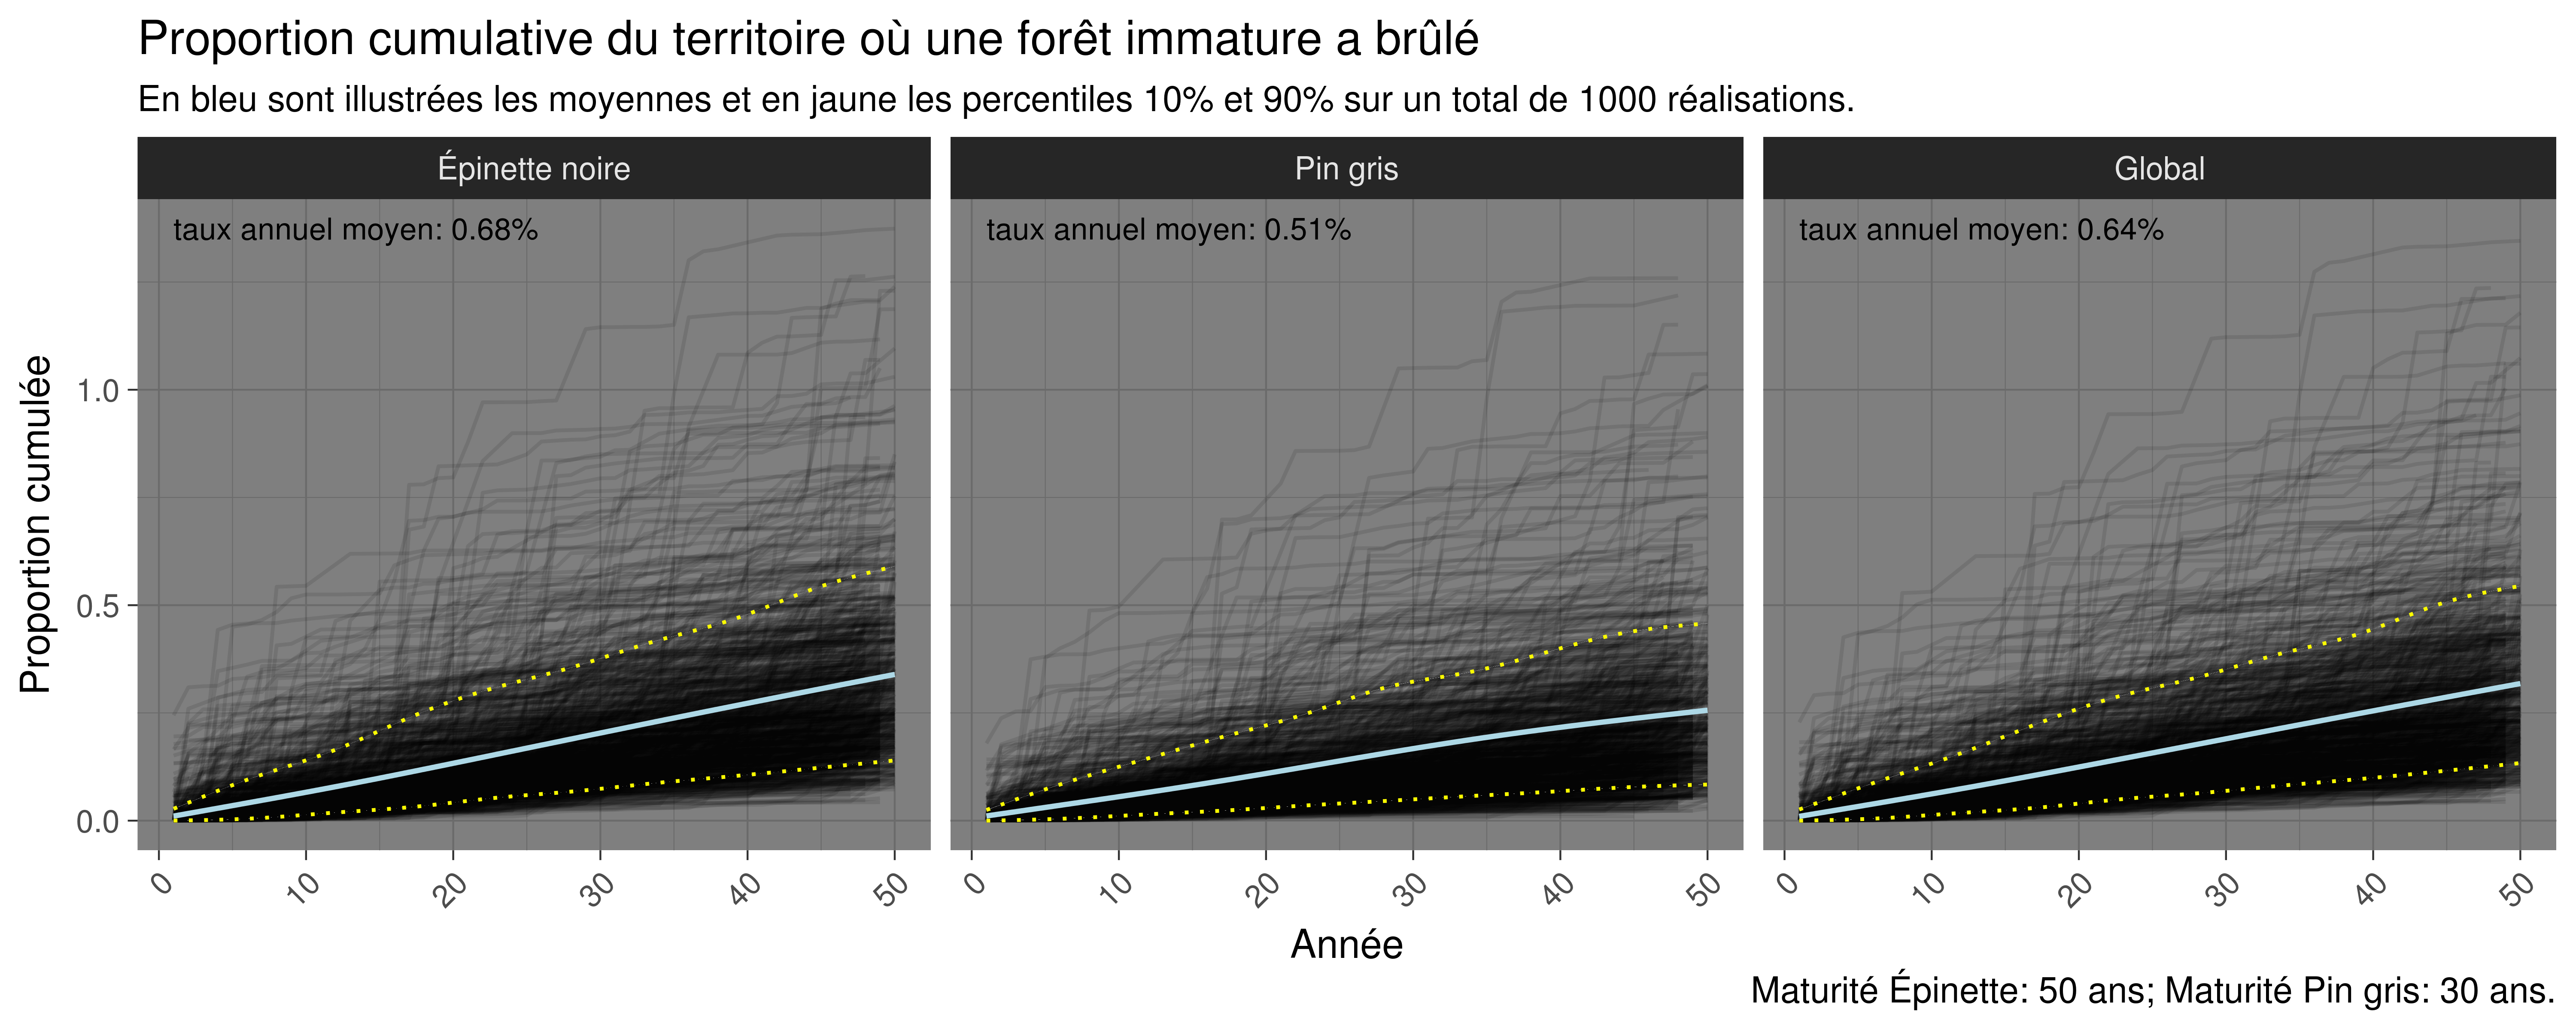 Proportion cumulative du territoire où une forêt immature a brûlé
En bleu sont illustrées les moyennes et en jaune les percentiles 10% et 90% sur un total de 1000 réalisations.
Épinette noire
Pin gris
Global
taux annuel moyen: 0.68%
taux annuel moyen: 0.51%
taux annuel moyen: 0.64%
Proportion cumulée
1.0
0.5
0.0
0 10 20 30 40 50
0 10 20 30 40 50
0 10 20 30 40 50
Année
Maturité Épinette: 50 ans; Maturité Pin gris: 30 ans.